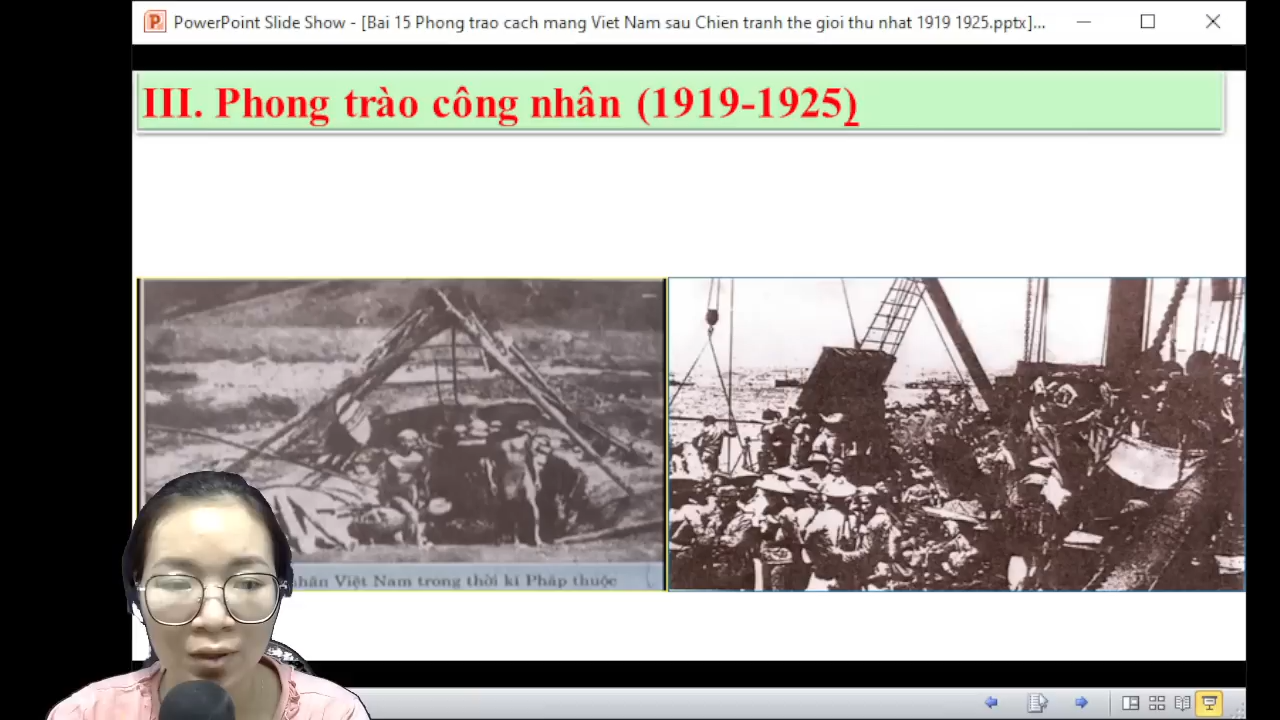 PowerPoint Slide Show - [Bai 15 Phong trao cach mang Viet Nam sau Chien tranh the gioi thu nhat 1919 1925.pptx]...
III. Phong trào công nhân (1919-1925)
nhân Việt Nam trong thời kì Pháp thuộc